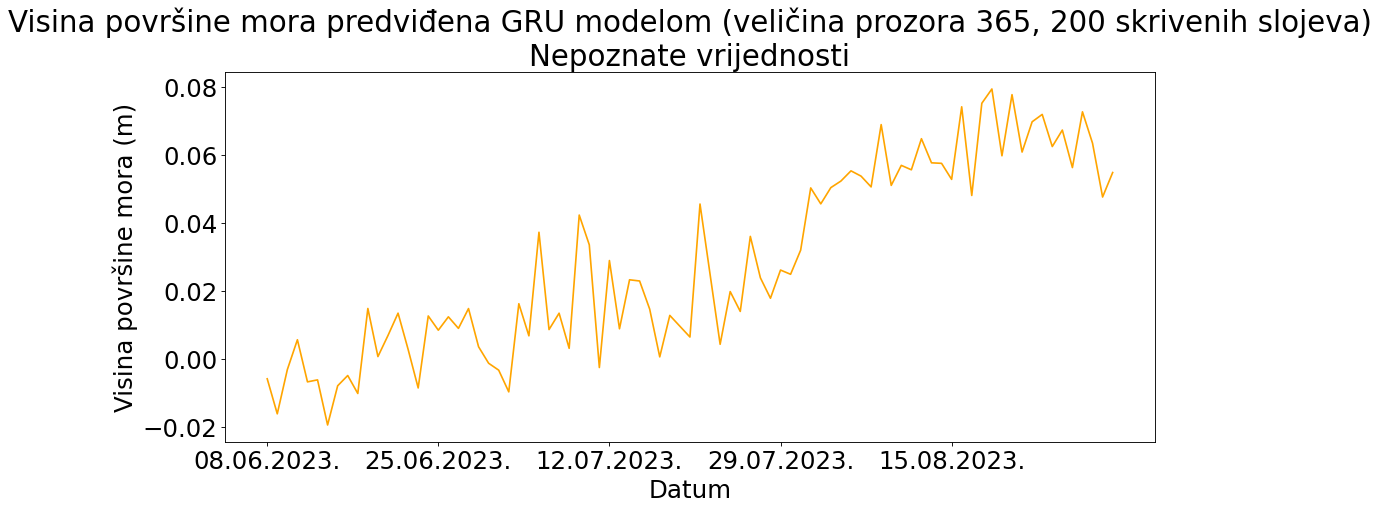 Visina površine mora predviđena GRU modelom (veličina prozora 365, 200 skrivenih slojeva)
Nepoznate vrijednosti
Visina površine mora (m)
0.08
0.06
0.04
0.02
0.00
−0.02
08.06.2023. 25.06.2023. 12.07.2023. 29.07.2023. 15.08.2023.
Datum